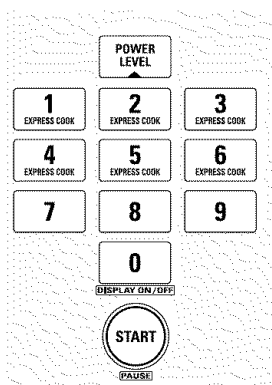 POWER
LEVEL
1 2 3
EXPRESS COOK EXPRESS COOK EXPRESS COOK
4 5 6
EXPRESS COOK EXPRESS COOK EXPRESS COOK
7 8 9
0
DISPLAY ON/OFF
START
PAUSE